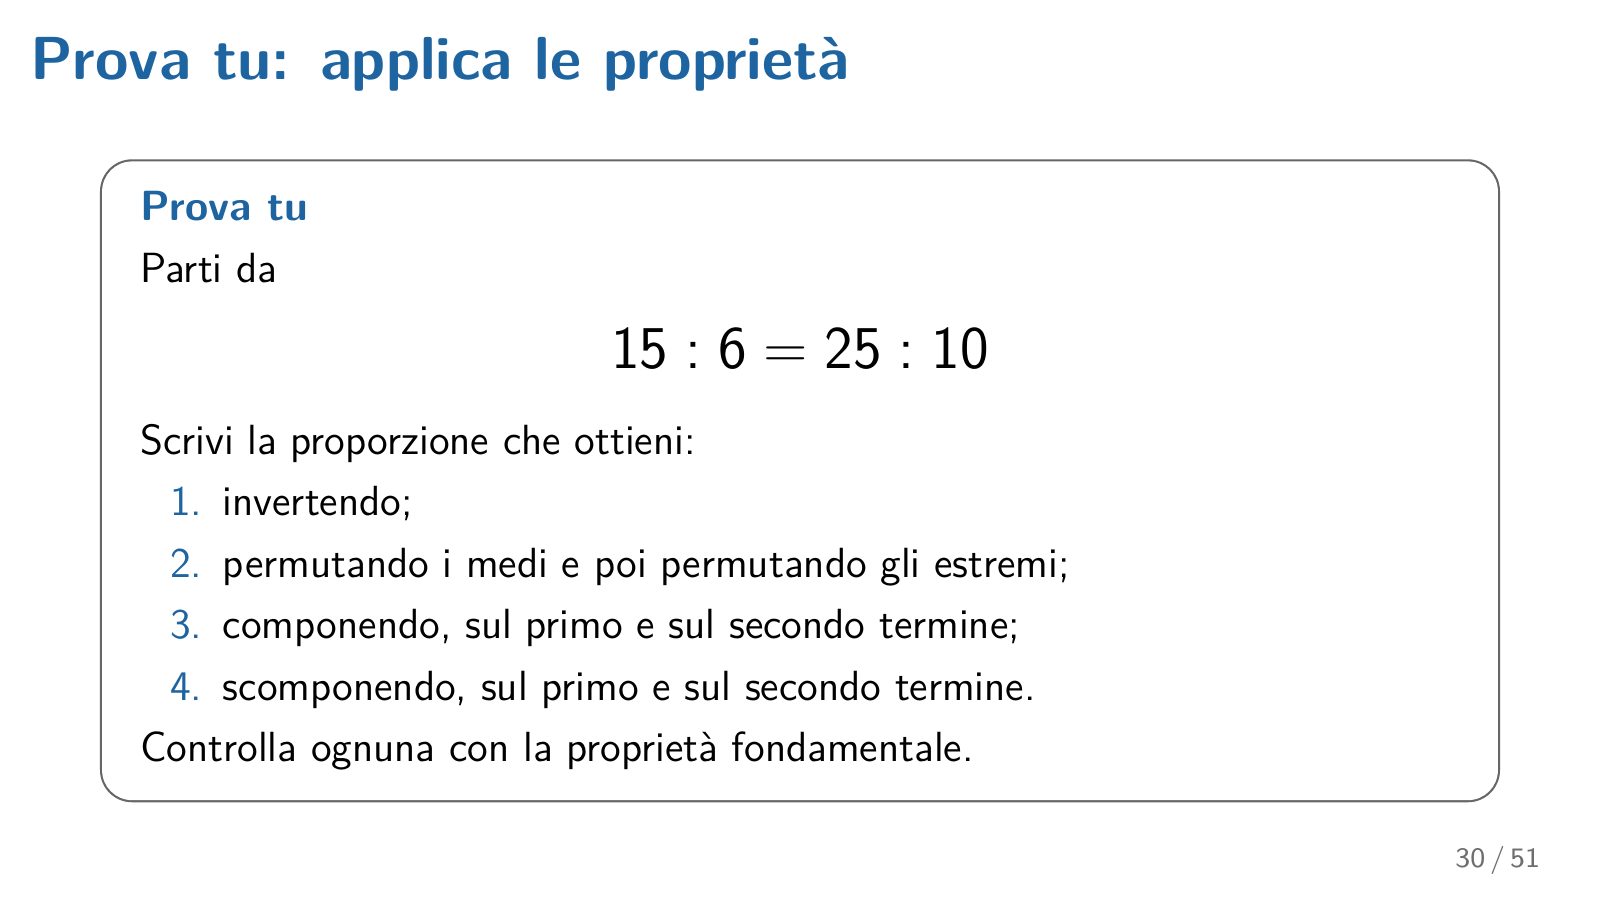 Prova tu: applica le proprietà
Prova tu
Parti da
15 : 6 = 25 : 10
Scrivi la proporzione che ottieni:
1. invertendo;
2. permutando i medi e poi permutando gli estremi;
3. componendo, sul primo e sul secondo termine;
4. scomponendo, sul primo e sul secondo termine.
Controlla ognuna con la proprietà fondamentale.
30 / 51